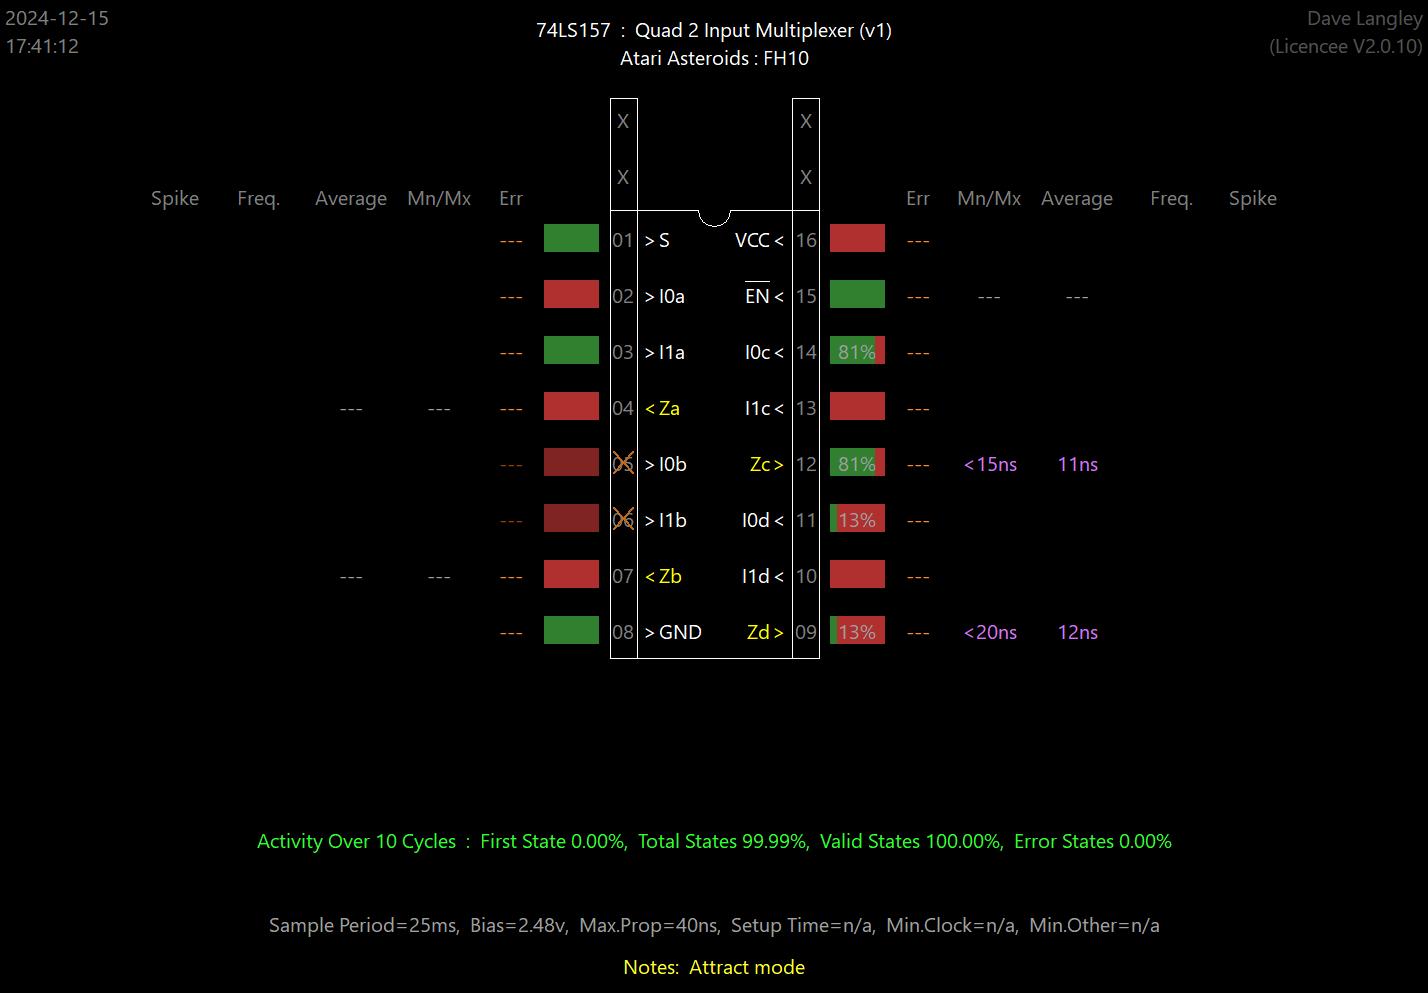 2024-12-15
17:41:12
74LS157 : Quad 2 Input Multiplexer (v1)
Atari Asteroids : FH10
Dave Langley
(Licencee V2.0.10)
X X
X X
Spike Freq. Average Mn/Mx Err Err Mn/Mx Average Freq. Spike
--- 01 >S VCC< 16 ---
--- 02 >I0a EN< 15 --- --- ---
--- 03 >I1a I0c< 14 81% ---
--- --- --- 04 <Za I1c< 13 ---
--- 05 >I0b Zc> 12 81% --- <15ns 11ns
--- 06 >I1b I0d< 11 13% ---
--- --- --- 07 <Zb I1d< 10 ---
--- 08 >GND Zd> 09 13% --- <20ns 12ns
Activity Over 10 Cycles : First State 0.00%, Total States 99.99%, Valid States 100.00%, Error States 0.00%
Sample Period=25ms, Bias=2.48v, Max.Prop=40ns, Setup Time=n/a, Min.Clock=n/a, Min.Other=n/a
Notes: Attract mode